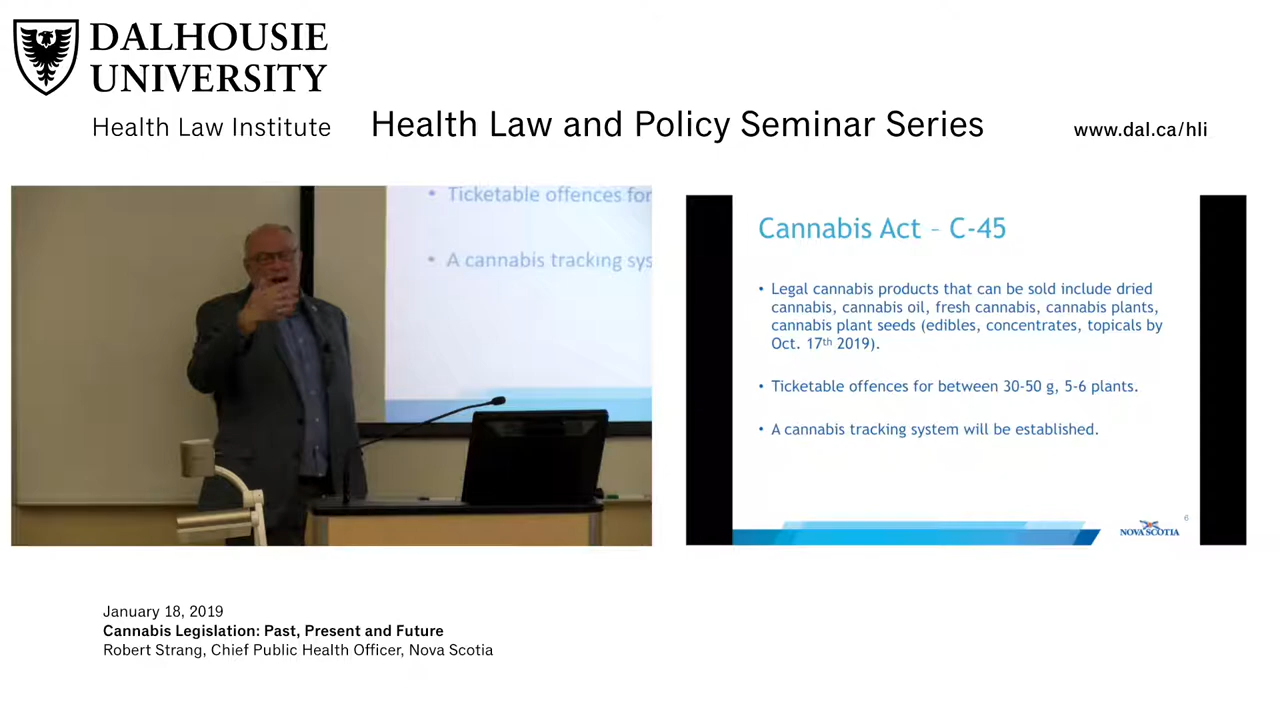 DALHOUSIE
UNIVERSITY
Health Law Institute
Health Law and Policy Seminar Series
www.dal.ca/hli
• Ticketable offences for
• A cannabis tracking sys
Cannabis Act – C-45
• Legal cannabis products that can be sold include dried
cannabis, cannabis oil, fresh cannabis, cannabis plants,
cannabis plant seeds (edibles, concentrates, topicals by
Oct. 17th 2019).
• Ticketable offences for between 30-50 g, 5-6 plants.
• A cannabis tracking system will be established.
6
NOVA SCOTIA
January 18, 2019
Cannabis Legislation: Past, Present and Future
Robert Strang, Chief Public Health Officer, Nova Scotia